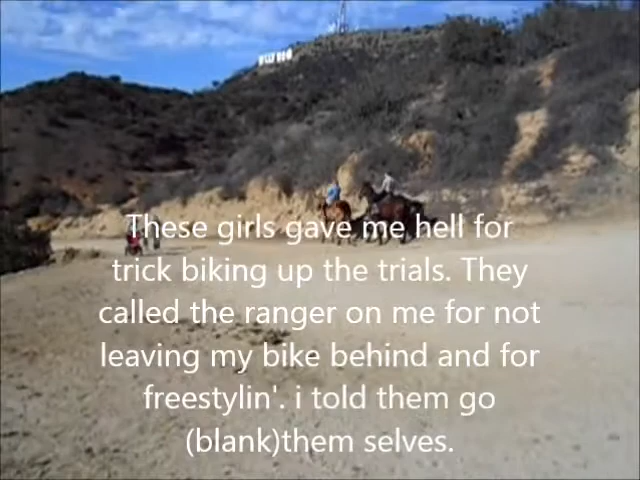 These girls gave me hell for
trick biking up the trials. They
called the ranger on me for not
leaving my bike behind and for
freestylin'. i told them go
(blank)them selves.